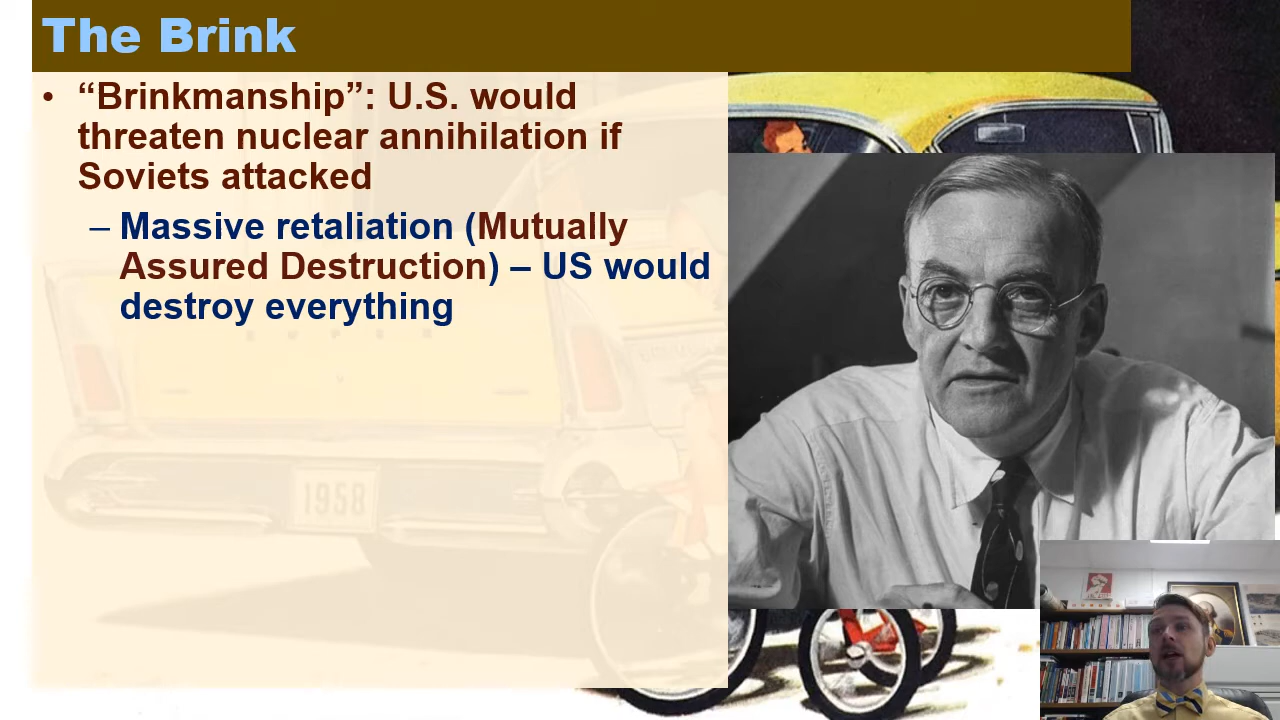 The Brink
• “Brinkmanship”: U.S. would
threaten nuclear annihilation if
Soviets attacked
– Massive retaliation (Mutually
Assured Destruction) – US would
destroy everything
1958